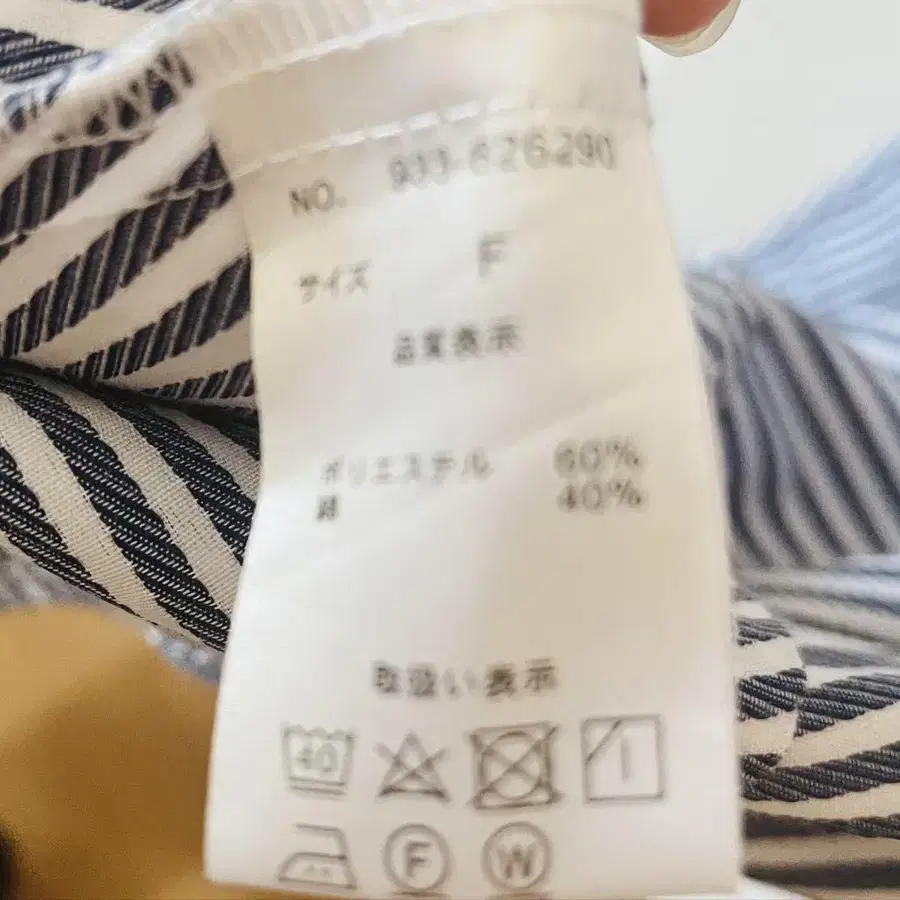 NO. 933-626290
サイズ F
品質表示
ポリエステル 60%
綿 40%
取扱い表示
40
F W